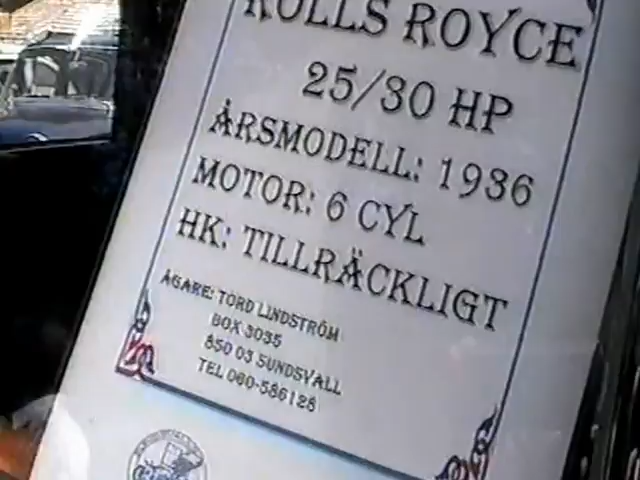 ROLLS ROYCE
25/30 HP
ÅRSMODELL: 1936
MOTOR: 6 CYL
HK: TILLRÄCKLIGT
ÄGARE: TORD LINDSTRÖM
BOX 3035
850 03 SUNDSVALL
TEL 060-586128